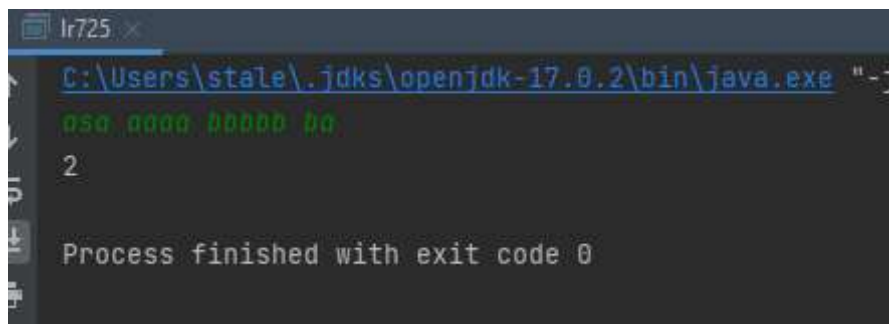 lr725
C:\Users\stale\.jdks\openjdk-17.0.2\bin\java.exe "-j
asa aaaa bbbbb ba
2
Process finished with exit code 0